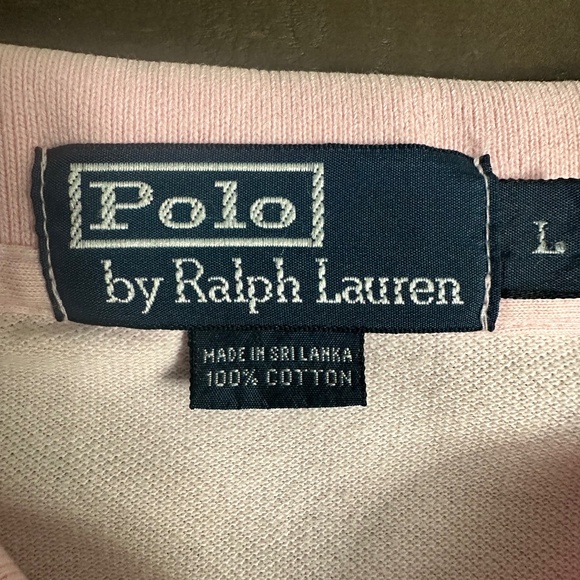 Polo
by Ralph Lauren
L.
MADE IN SRI LANKA
100% COTTON